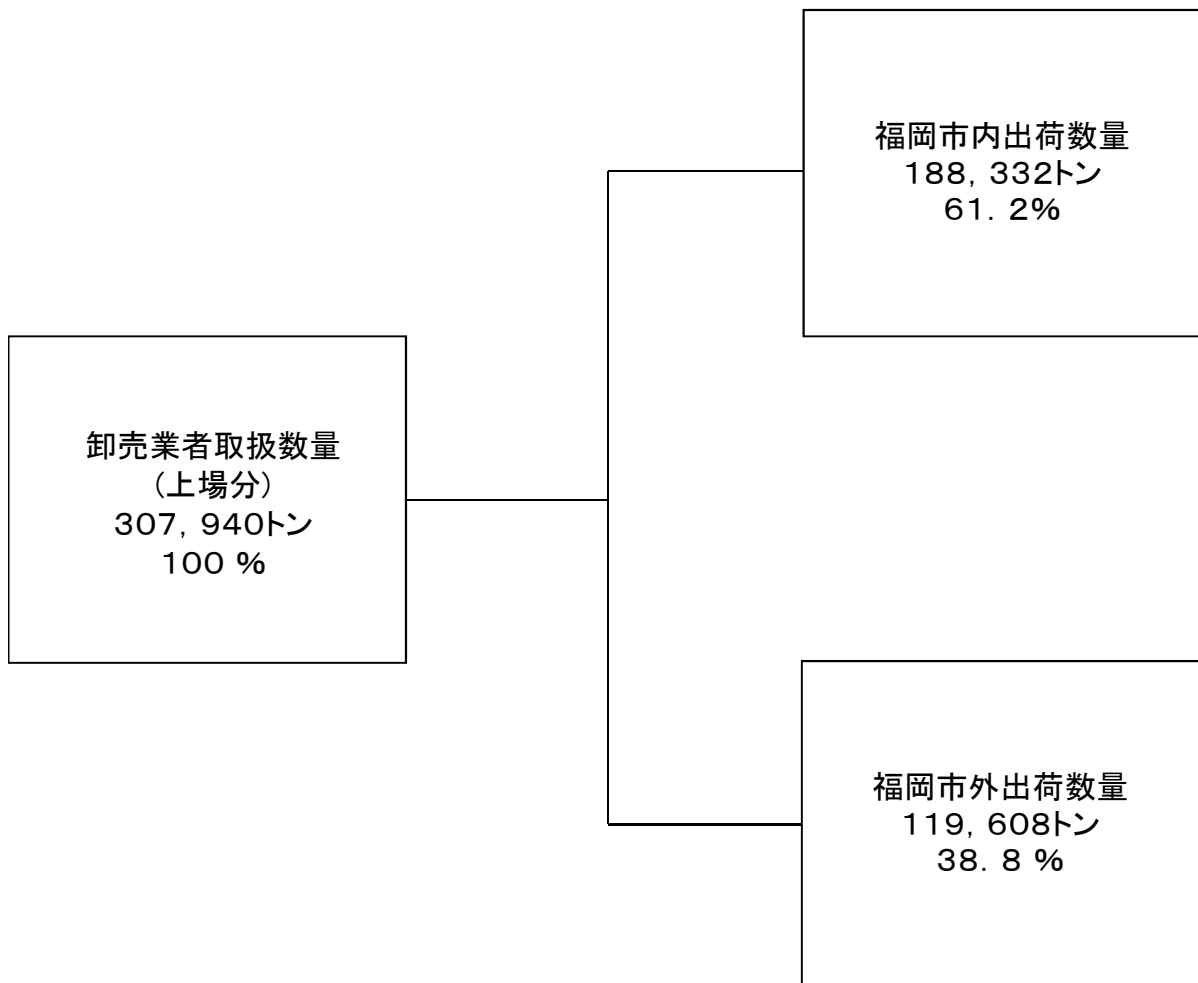 福岡市内出荷数量
188，332トン
61．2％
卸売業者取扱数量
（上場分）
307，940トン
100 ％
福岡市外出荷数量
119，608トン
38．8 ％